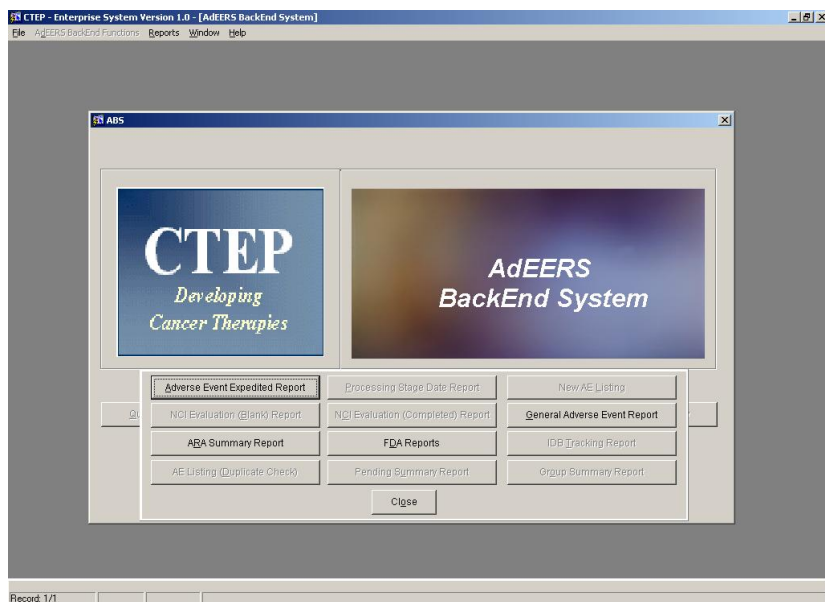 CTEP - Enterprise System Version 1.0 - [AdEERS BackEnd System]
File AdEERS BackEnd Functions Reports Window Help
ABS
CTEP
Developing
Cancer Therapies
AdEERS
BackEnd System
Adverse Event Expedited Report Processing Stage Date Report New AE Listing
NCI Evaluation (Blank) Report NCI Evaluation (Completed) Report General Adverse Event Report
ARA Summary Report FDA Reports IDB Tracking Report
AE Listing (Duplicate Check) Pending Summary Report Group Summary Report
Close
Record: 1/1